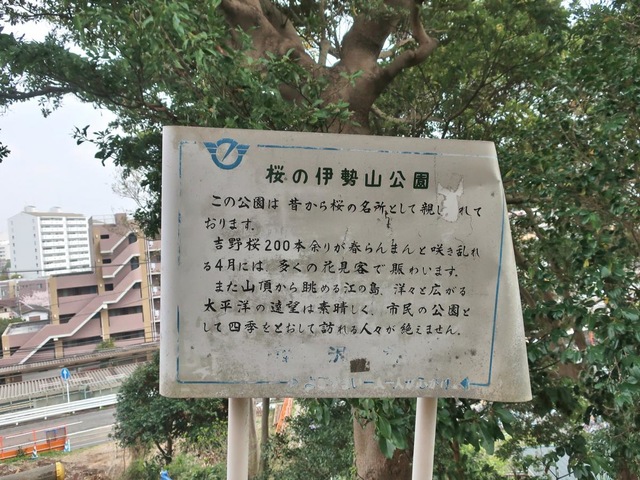 桜の伊勢山公園
この公園は 昔から桜の名所として親し れて
おります。
吉野桜200本余りが春らんまんと咲き乱れ
る4月には、多くの花見客で賑わいます。
また山頂から眺める江の島、洋々と広がる
太平洋の遠望は素晴しく、市民の公園と
して四季をとおして訪れる人々が絶えません。
沢